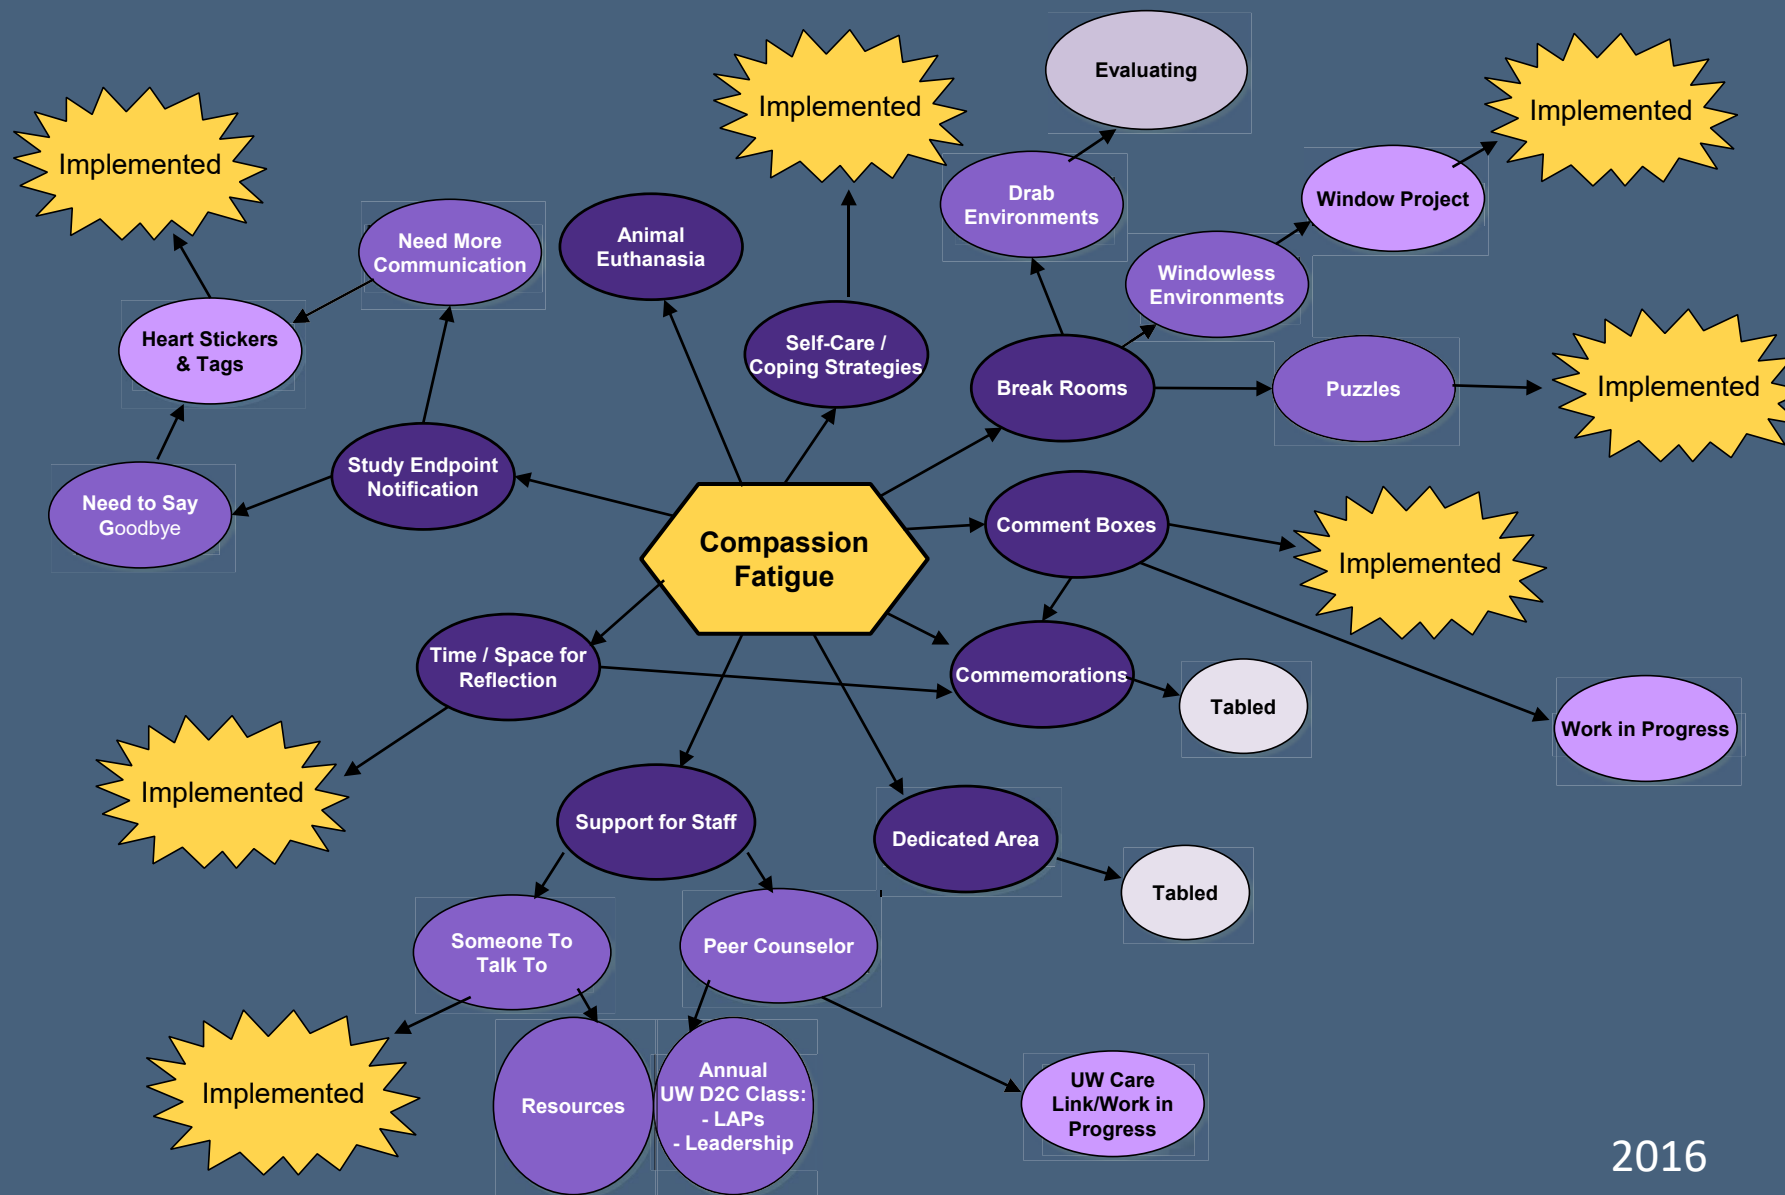 Evaluating
Implemented
Implemented
Implemented
Drab
Environments
Window Project
Need More
Communication
Animal
Euthanasia
Windowless
Environments
Heart Stickers
& Tags
Self-Care /
Coping Strategies
Break Rooms
Puzzles
Implemented
Study Endpoint
Notification
Need to Say
Goodbye
Compassion
Fatigue
Comment Boxes
Implemented
Time / Space for
Reflection
Commemorations
Tabled
Work in Progress
Implemented
Support for Staff
Dedicated Area
Tabled
Someone To
Talk To
Peer Counselor
Implemented
Resources
Annual
UW D2C Class:
- LAPs
- Leadership
UW Care
Link/Work in
Progress
2016